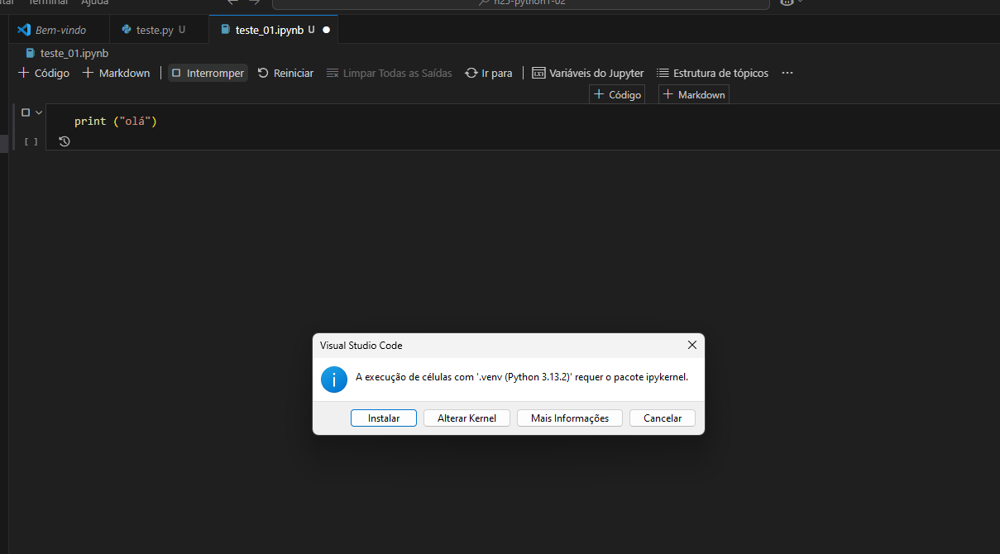 Terminal Ajuda
n25-python1-02
Bem-vindo
teste.py U
teste_01.ipynb U
teste_01.ipynb
Código
Markdown
Interromper
Reiniciar
Limpar Todas as Saídas
Ir para
Variáveis do Jupyter
Estrutura de tópicos
Código
Markdown
print ("olá")
[ ]
Visual Studio Code
A execução de células com '.venv (Python 3.13.2)' requer o pacote ipykernel.
Instalar
Alterar Kernel
Mais Informações
Cancelar